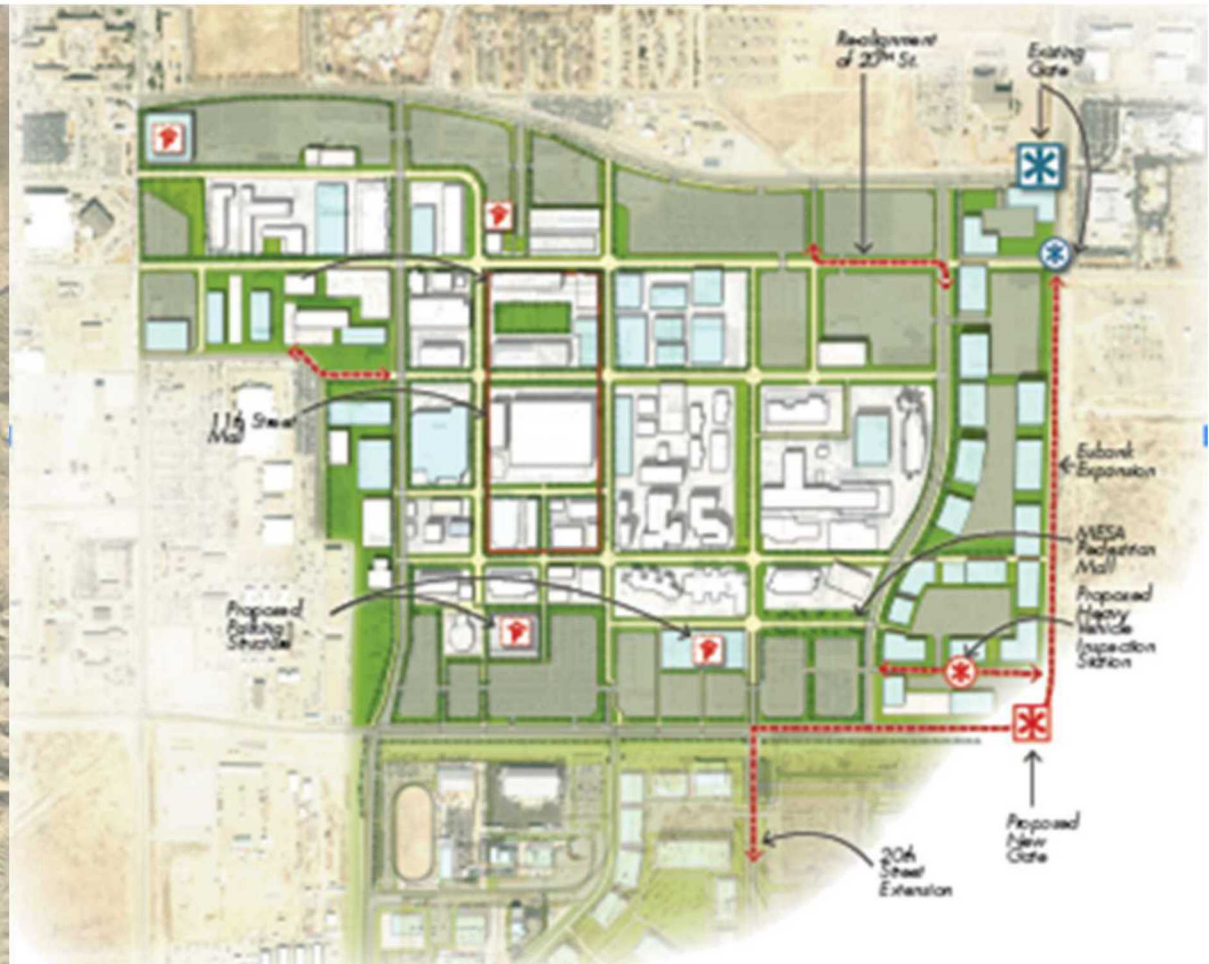 Realignment
of 20TH St.
Existing
Gate
11th Street
Mall
Eubank
Expansion
MESA
Pedestrian
Mall
Proposed
Parking
Structure
Proposed
Heavy
Vehicle
Inspection
Station
Proposed
New
Gate
20th
Street
Extension